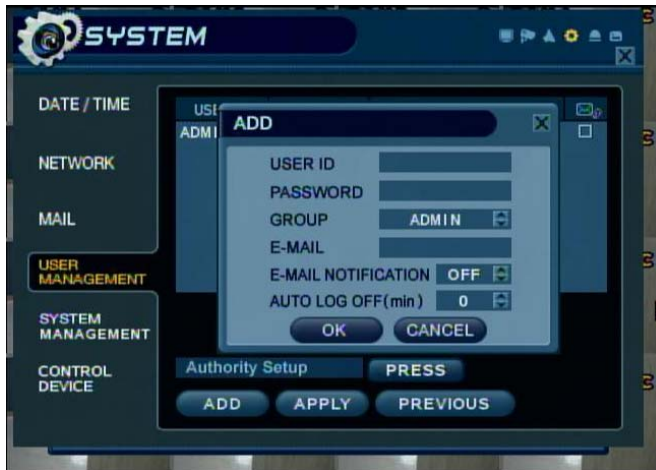 SYSTEM
DATE / TIME
NETWORK
MAIL
USER
MANAGEMENT
SYSTEM
MANAGEMENT
CONTROL
DEVICE
ADD
USER ID
PASSWORD
GROUP ADMIN
E-MAIL
E-MAIL NOTIFICATION OFF
AUTO LOG OFF(min) 0
OK CANCEL
Authority Setup PRESS
ADD APPLY PREVIOUS